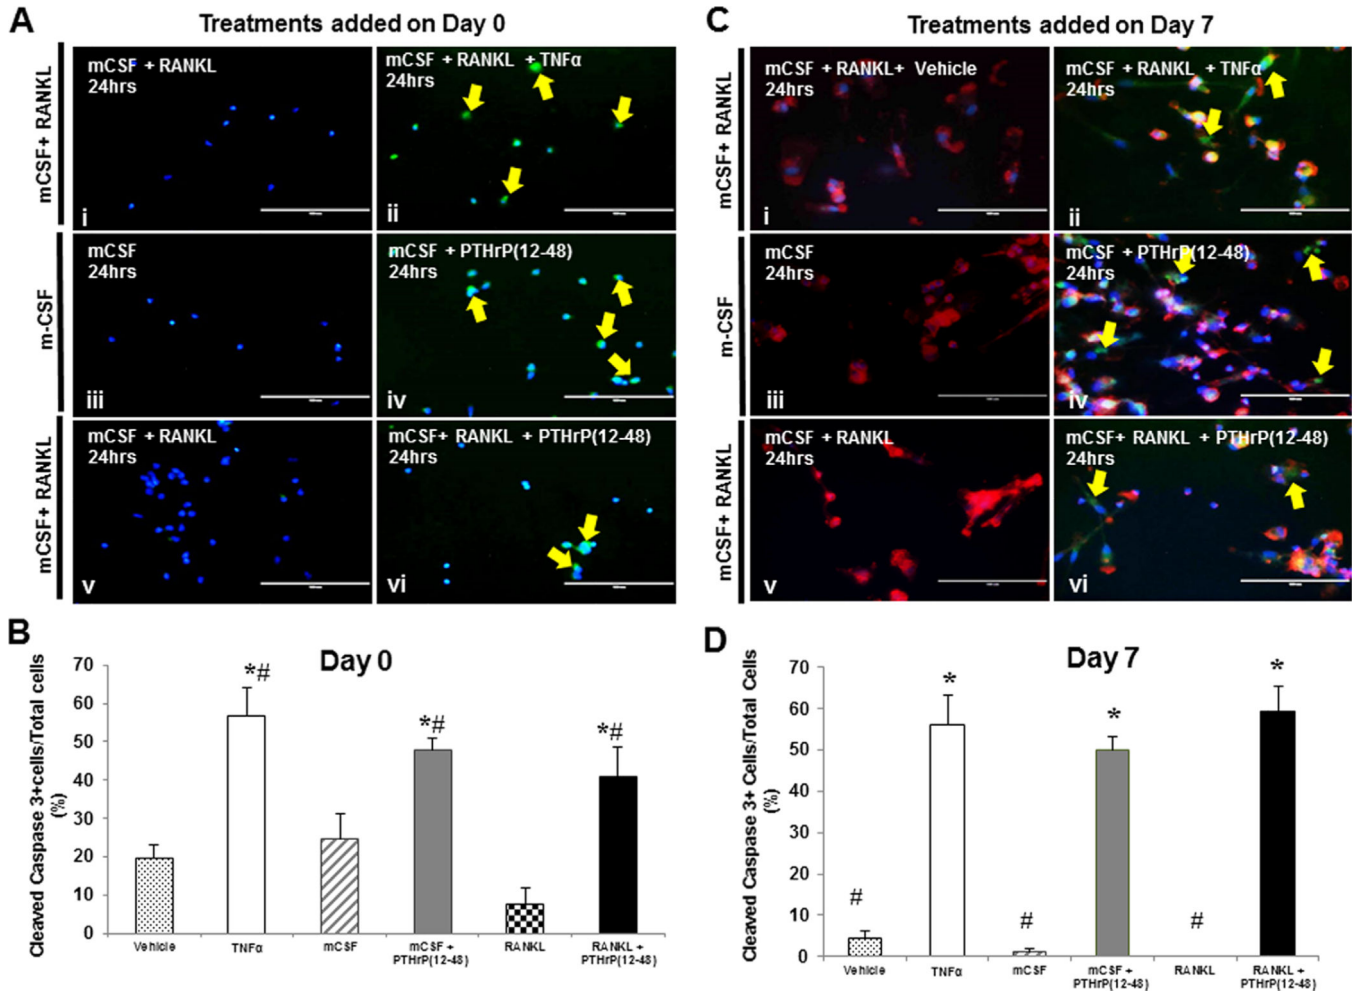 A
Treatments added on Day 0
mCSF+ RANKL
mCSF + RANKL
24hrs
i
mCSF + RANKL + TNFα
24hrs
ii
m-CSF
mCSF
24hrs
iii
mCSF + PTHrP(12-48)
24hrs
iv
mCSF+ RANKL
mCSF + RANKL
24hrs
v
mCSF+ RANKL + PTHrP(12-48)
24hrs
vi
C
Treatments added on Day 7
mCSF+ RANKL
mCSF + RANKL+ Vehicle
24hrs
i
mCSF + RANKL + TNFα
24hrs
ii
m-CSF
mCSF
24hrs
iii
mCSF + PTHrP(12-48)
24hrs
iv
mCSF+ RANKL
mCSF + RANKL
24hrs
v
mCSF+ RANKL + PTHrP(12-48)
24hrs
vi
B
Day 0
Cleaved Caspase 3+cells/Total cells
(%)
70
60
50
40
30
20
10
0
*#
*#
*#
Vehicle
TNFα
mCSF
mCSF +
PTHrP(12-48)
RANKL
RANKL +
PTHrP(12-48)
D
Day 7
Cleaved Caspase 3+ Cells/Total Cells
(%)
70
60
50
40
30
20
10
0
#
*
#
*
#
*
Vehicle
TNFα
mCSF
mCSF +
PTHrP(12-48)
RANKL
RANKL +
PTHrP(12-48)